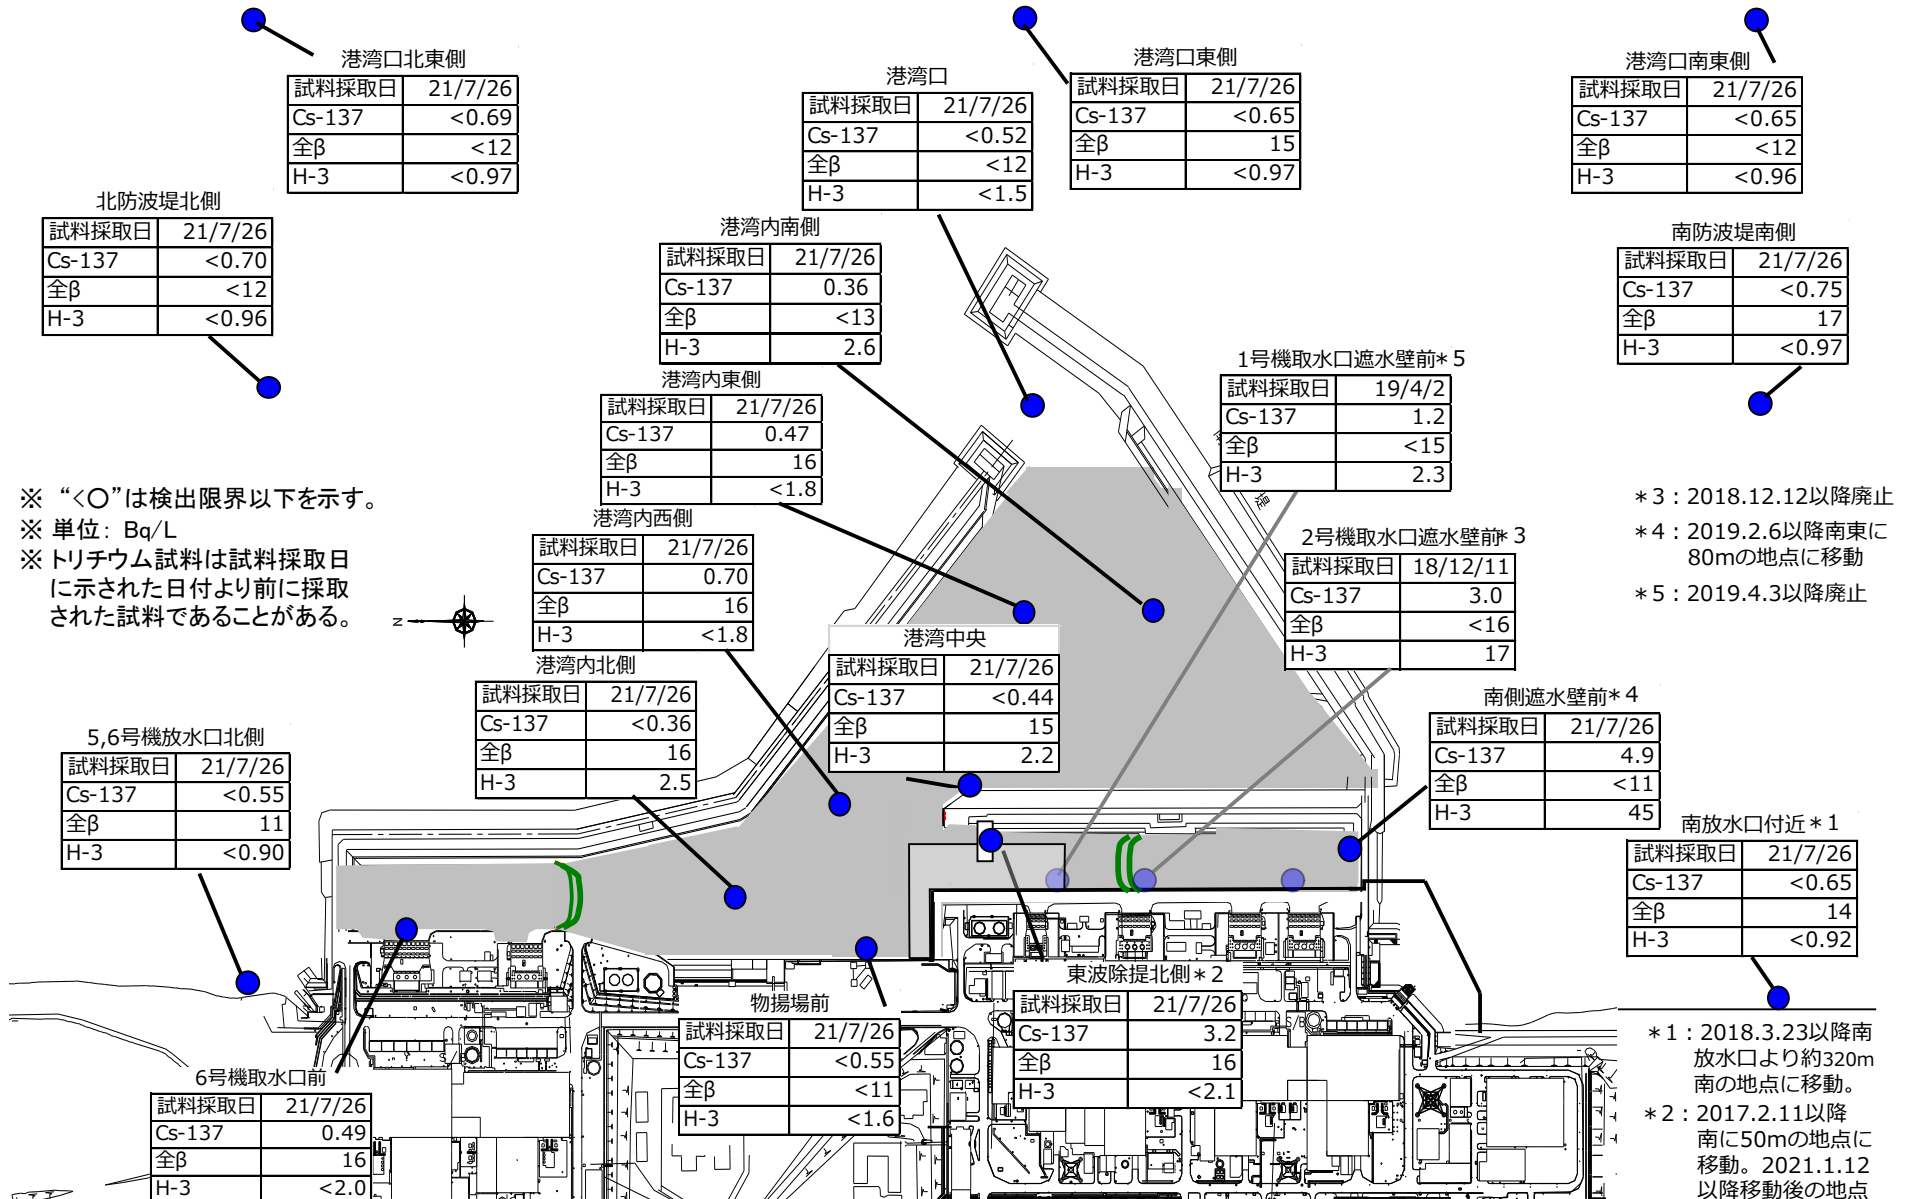 港湾口北東側
試料採取日 21/7/26
Cs-137 <0.69
全β <12
H-3 <0.97
港湾口
試料採取日 21/7/26
Cs-137 <0.52
全β <12
H-3 <1.5
港湾口東側
試料採取日 21/7/26
Cs-137 <0.65
全β 15
H-3 <0.97
港湾口南東側
試料採取日 21/7/26
Cs-137 <0.65
全β <12
H-3 <0.96
北防波堤北側
試料採取日 21/7/26
Cs-137 <0.70
全β <12
H-3 <0.96
港湾内南側
試料採取日 21/7/26
Cs-137 0.36
全β <13
H-3 2.6
南防波堤南側
試料採取日 21/7/26
Cs-137 <0.75
全β 17
H-3 <0.97
港湾内東側
試料採取日 21/7/26
Cs-137 0.47
全β 16
H-3 <1.8
1号機取水口遮水壁前*5
試料採取日 19/4/2
Cs-137 1.2
全β <15
H-3 2.3
堤
※ “<〇”は検出限界以下を示す。
※ 単位: Bq/L
※ トリチウム試料は試料採取日
に示された日付より前に採取
された試料であることがある。
N
港湾内西側
試料採取日 21/7/26
Cs-137 0.70
全β 16
H-3 <1.8
2号機取水口遮水壁前*3
試料採取日 18/12/11
Cs-137 3.0
全β <16
H-3 17
*3:2018.12.12以降廃止
*4:2019.2.6以降南東に
80mの地点に移動
*5:2019.4.3以降廃止
港湾中央
試料採取日 21/7/26
Cs-137 <0.44
全β 15
H-3 2.2
港湾内北側
試料採取日 21/7/26
Cs-137 <0.36
全β 16
H-3 2.5
南側遮水壁前*4
試料採取日 21/7/26
Cs-137 4.9
全β <11
H-3 45
5,6号機放水口北側
試料採取日 21/7/26
Cs-137 <0.55
全β 11
H-3 <0.90
南放水口付近*1
試料採取日 21/7/26
Cs-137 <0.65
全β 14
H-3 <0.92
物揚場前
試料採取日 21/7/26
Cs-137 <0.55
全β <11
H-3 <1.6
東波除提北側*2
試料採取日 21/7/26
Cs-137 3.2
全β 16
H-3 <2.1
6号機取水口前
試料採取日 21/7/26
Cs-137 0.49
全β 16
H-3 <2.0
*1:2018.3.23以降南
放水口より約320m
南の地点に移動。
*2:2017.2.11以降
南に50mの地点に
移動。2021.1.12
以降移動後の地点